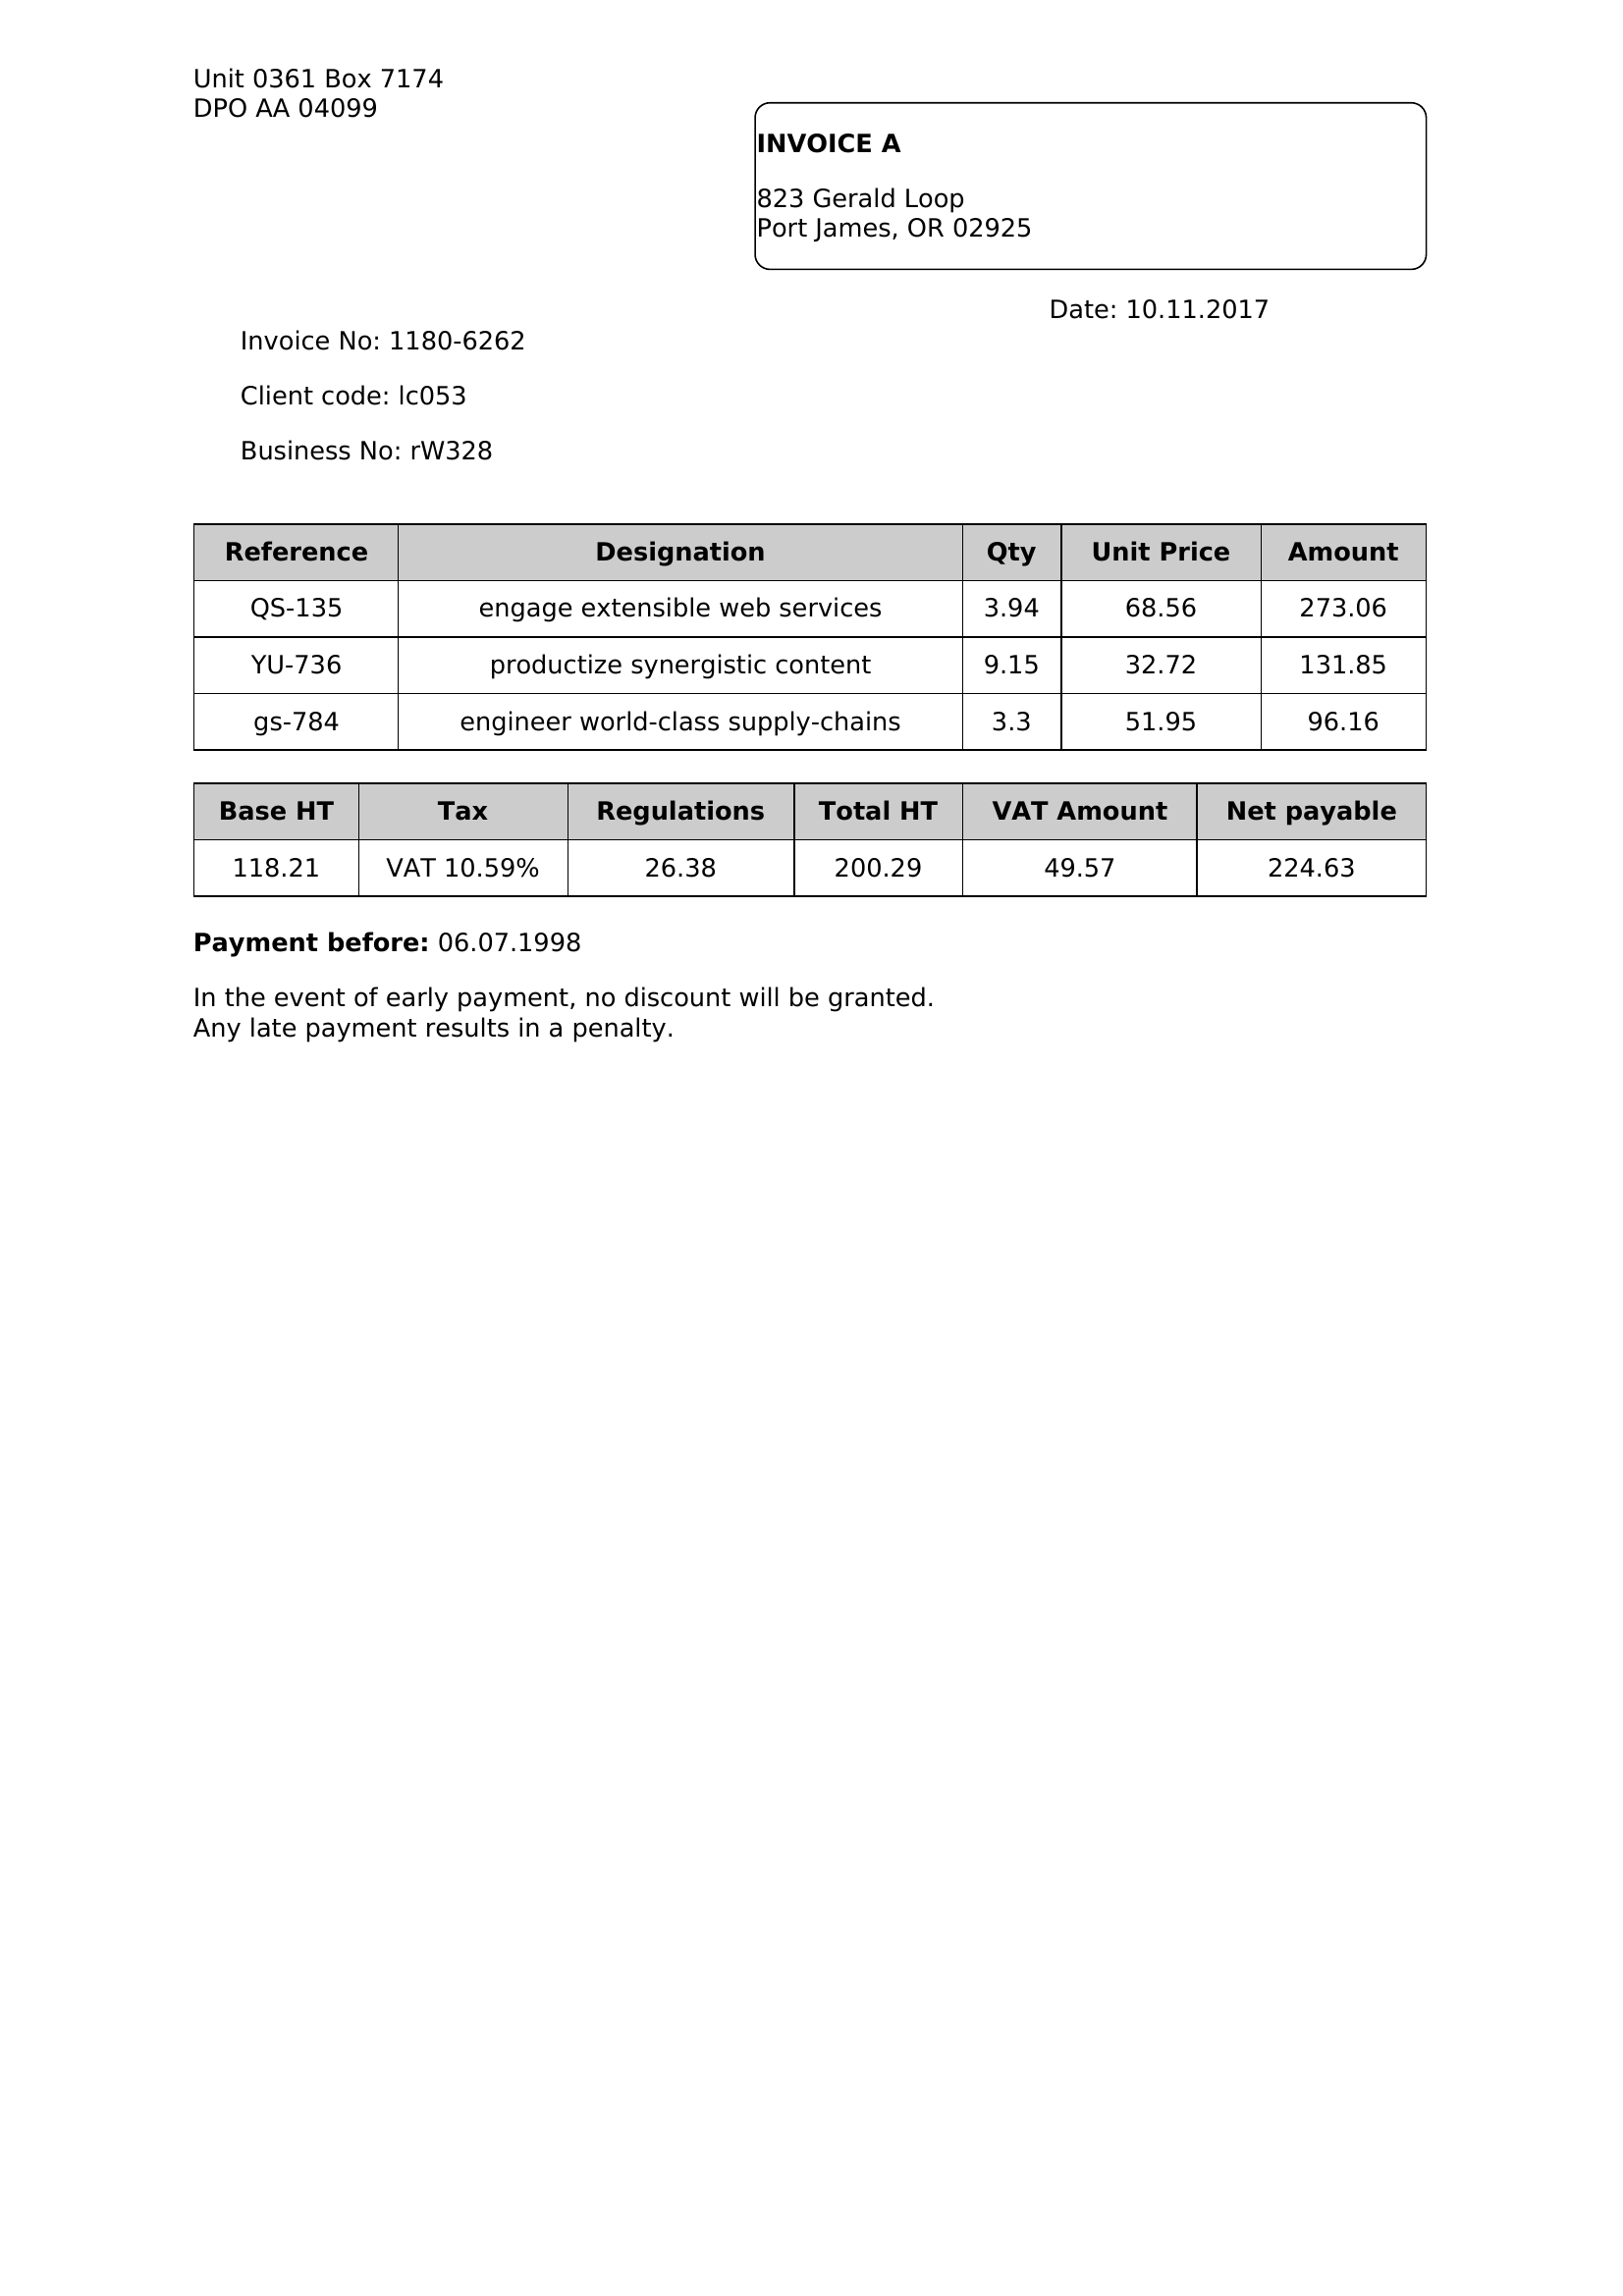 Unit 0361 Box 7174
DPO AA 04099
INVOICE A
823 Gerald Loop
Port James, OR 02925
Date: 10.11.2017
Invoice No: 1180-6262
Client code: lc053
Business No: rW328
Reference Designation Qty Unit Price Amount
QS-135 engage extensible web services 3.94 68.56 273.06
YU-736 productize synergistic content 9.15 32.72 131.85
gs-784 engineer world-class supply-chains 3.3 51.95 96.16
Base HT Tax Regulations Total HT VAT Amount Net payable
118.21 VAT 10.59% 26.38 200.29 49.57 224.63
Payment before: 06.07.1998
In the event of early payment, no discount will be granted.
Any late payment results in a penalty.